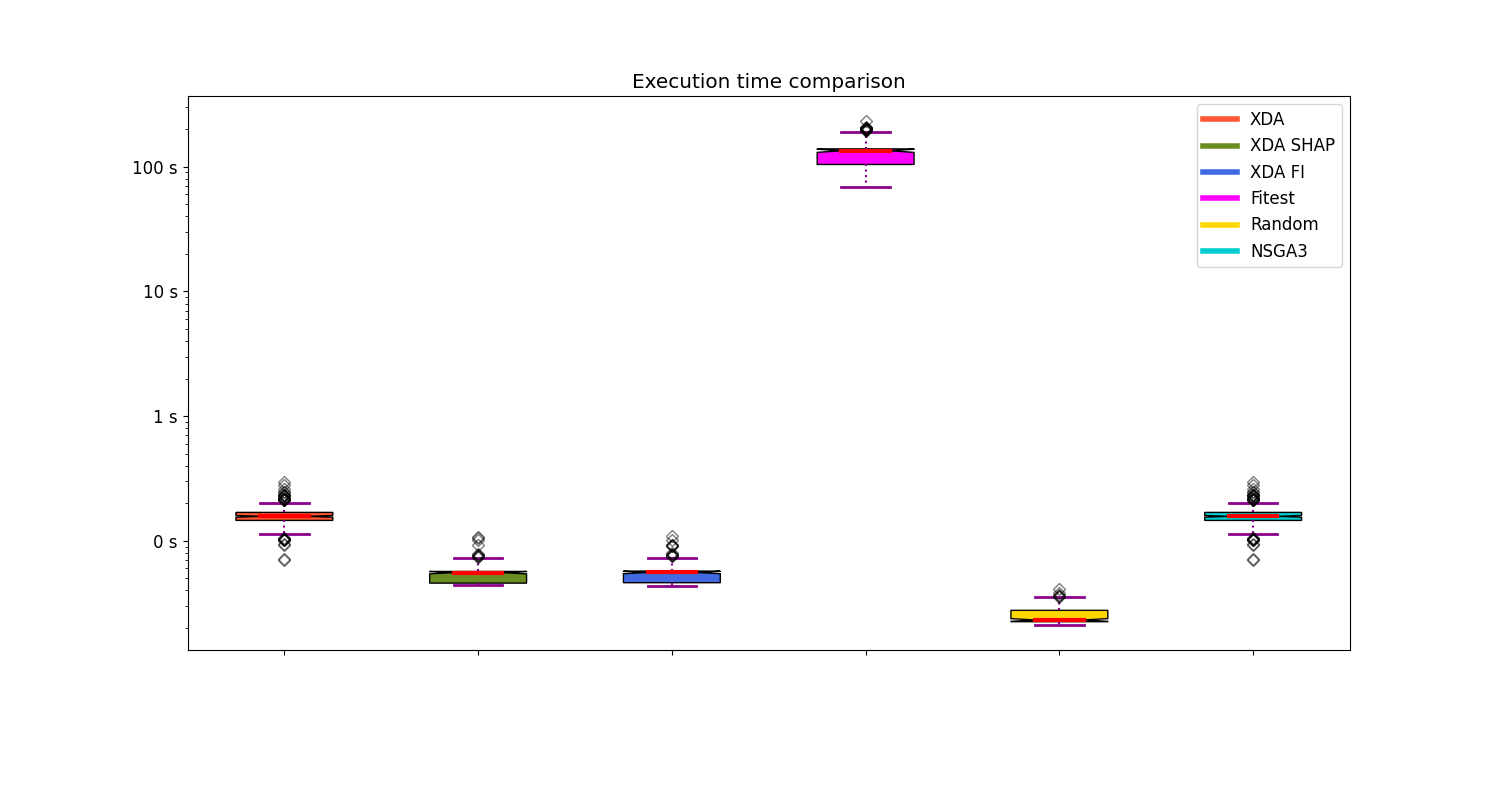 Execution time comparison
100 s
10 s
1 s
0 s
XDA
XDA SHAP
XDA FI
Fitest
Random
NSGA3